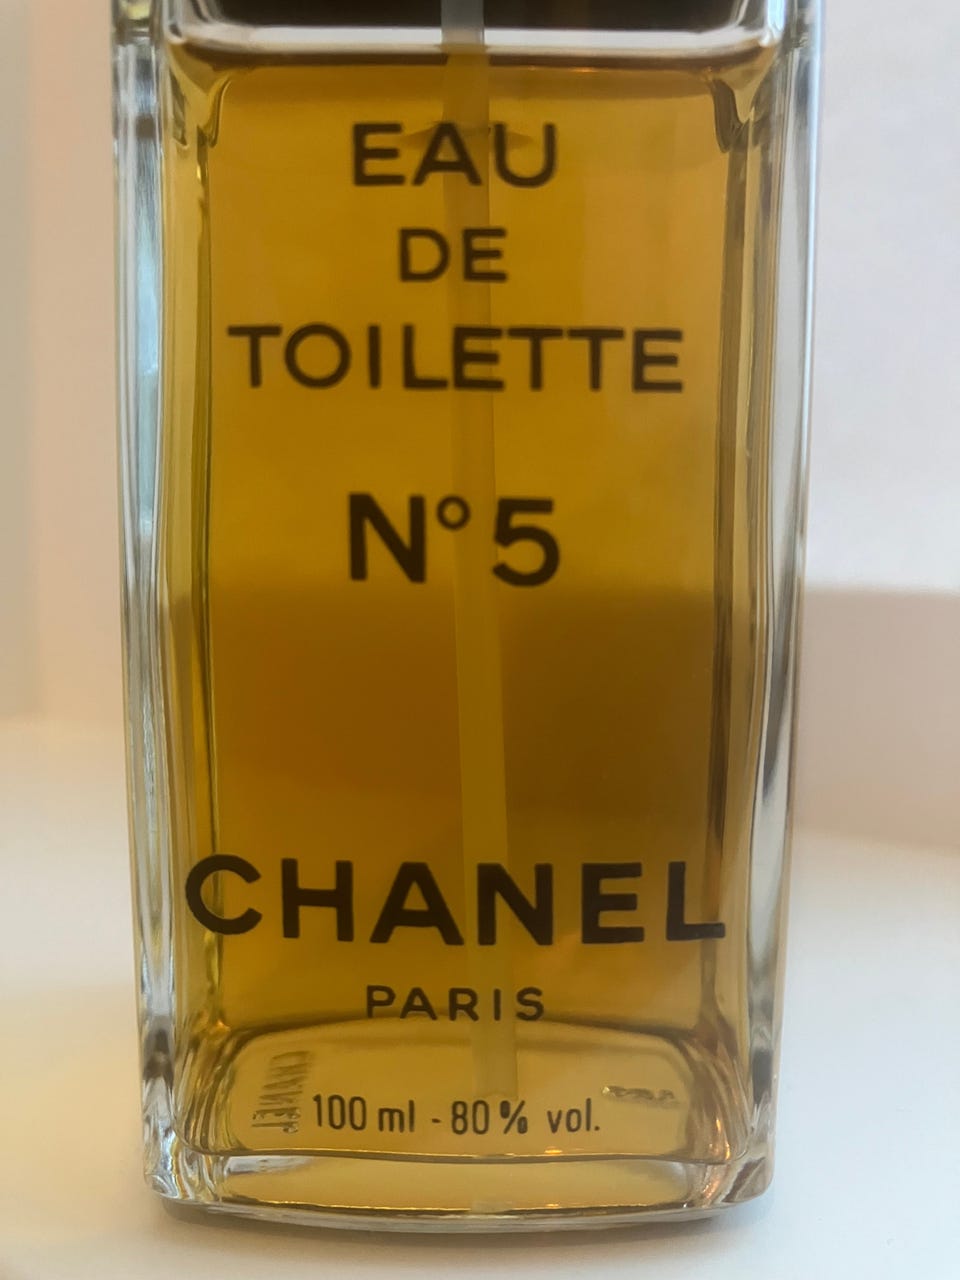 EAU
DE
TOILETTE
N° 5
CHANEL
PARIS
100 ml - 80 % vol.